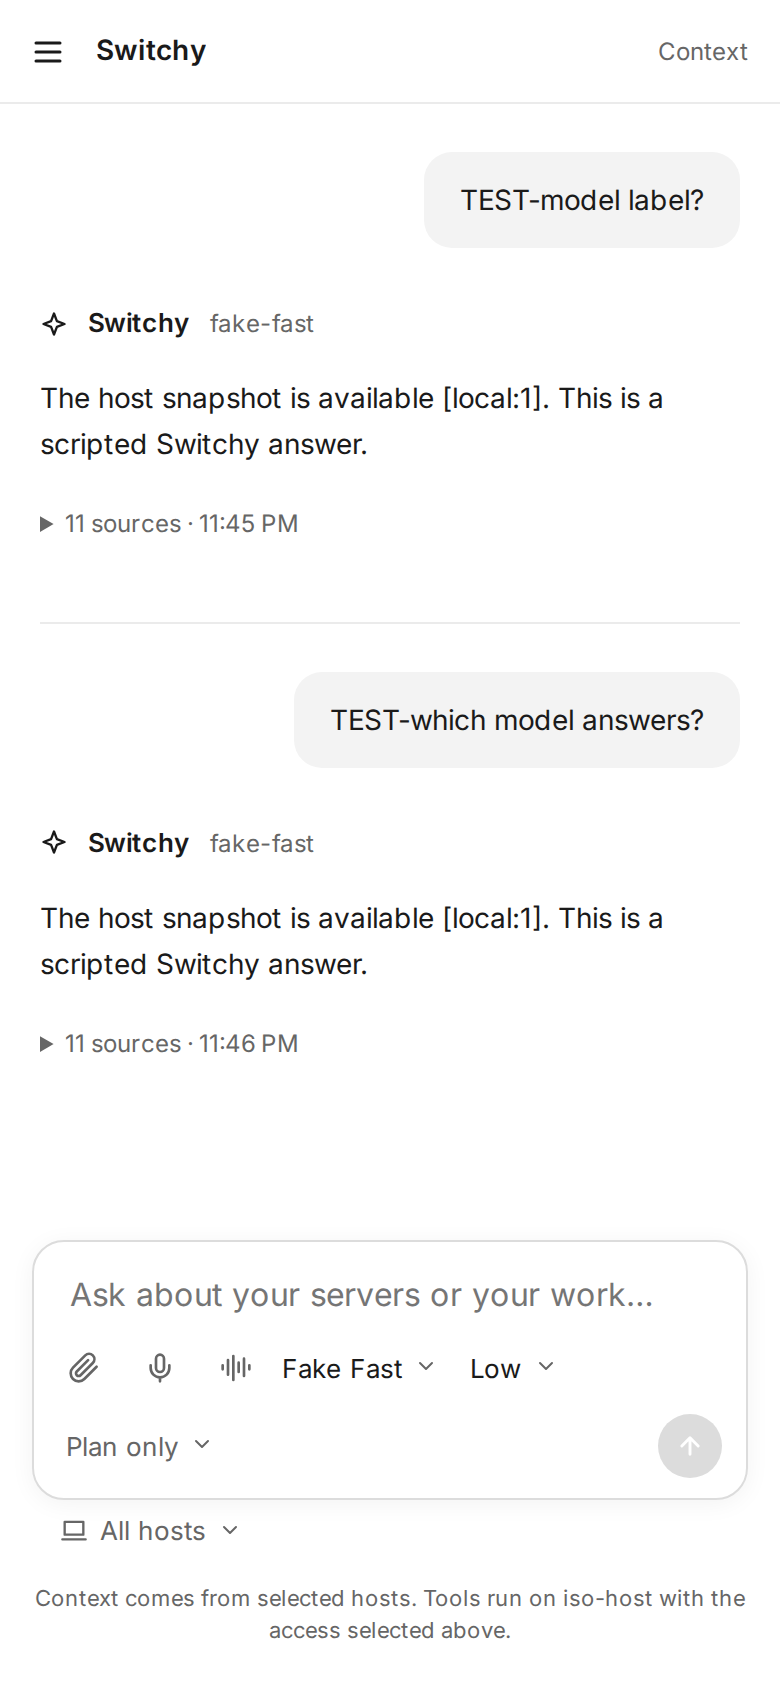 Switchy
Context
TEST-model label?
Switchy fake-fast
The host snapshot is available [local:1]. This is a
scripted Switchy answer.
11 sources · 11:45 PM
TEST-which model answers?
Switchy fake-fast
The host snapshot is available [local:1]. This is a
scripted Switchy answer.
11 sources · 11:46 PM
Ask about your servers or your work...
Fake Fast Low
Plan only
All hosts
Context comes from selected hosts. Tools run on iso-host with the
access selected above.